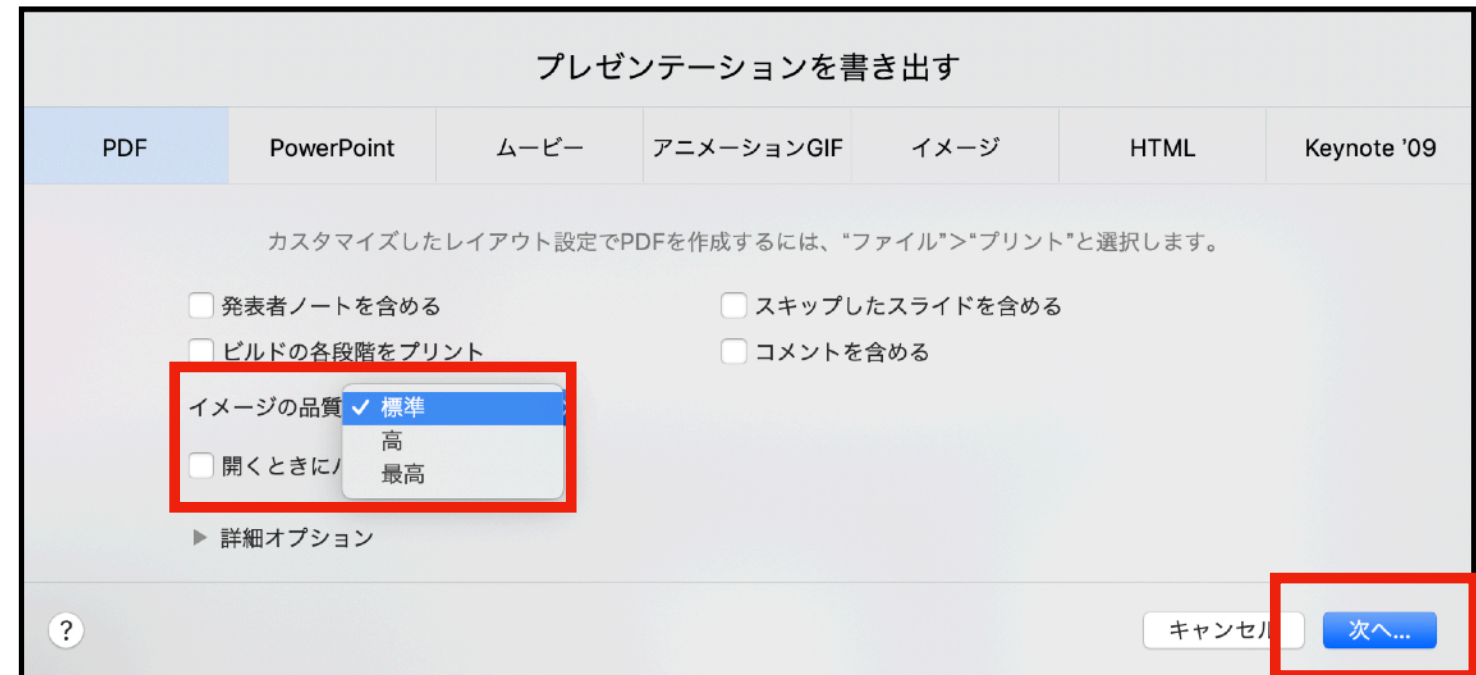 プレゼンテーションを書き出す
PDF PowerPoint ムービー アニメーションGIF イメージ HTML Keynote '09
カスタマイズしたレイアウト設定でPDFを作成するには、“ファイル”>“プリント”と選択します。
発表者ノートを含める スキップしたスライドを含める
ビルドの各段階をプリント コメントを含める
イメージの品質 ✓ 標準
高
開くときに
最高
詳細オプション
? キャンセル 次へ...